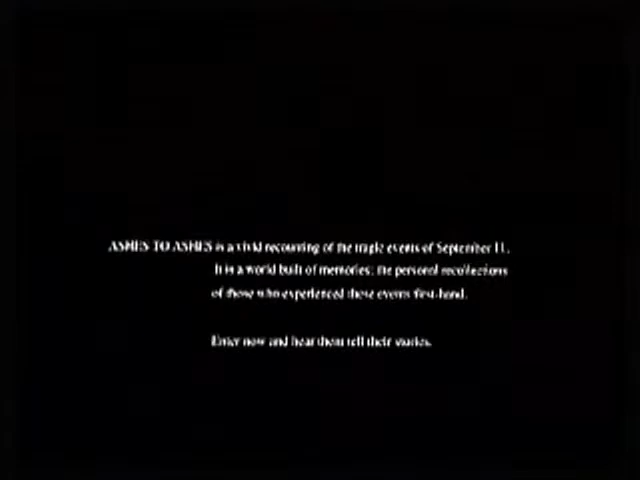 ASHES TO ASHES is a vivid recounting of the tragic events of September 11.
It is a world built of memories: the personal recollections
of those who experienced these events first-hand.
Enter now and hear them tell their stories.